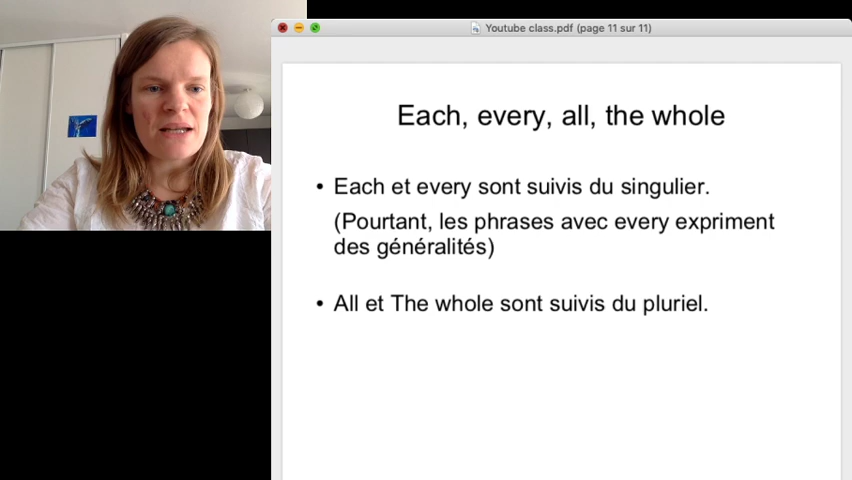 Youtube class.pdf (page 11 sur 11)
Each, every, all, the whole
• Each et every sont suivis du singulier.
(Pourtant, les phrases avec every expriment
des généralités)
• All et The whole sont suivis du pluriel.